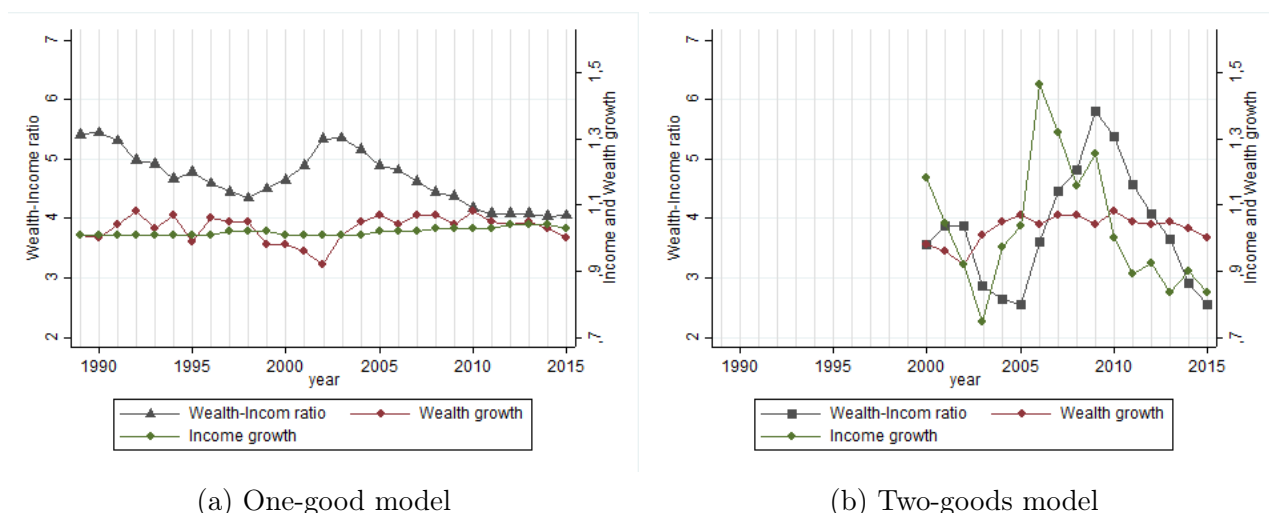 7
6
5
4
3
2
Wealth-Income ratio
1,5
1,3
1,1
,9
,7
Income and Wealth growth
1990 1995 2000 2005 2010 2015
year
Wealth-Incom ratio Wealth growth
Income growth
(a) One-good model
7
6
5
4
3
2
Wealth-Income ratio
1,5
1,3
1,1
,9
,7
Income and Wealth growth
1990 1995 2000 2005 2010 2015
year
Wealth-Incom ratio Wealth growth
Income growth
(b) Two-goods model